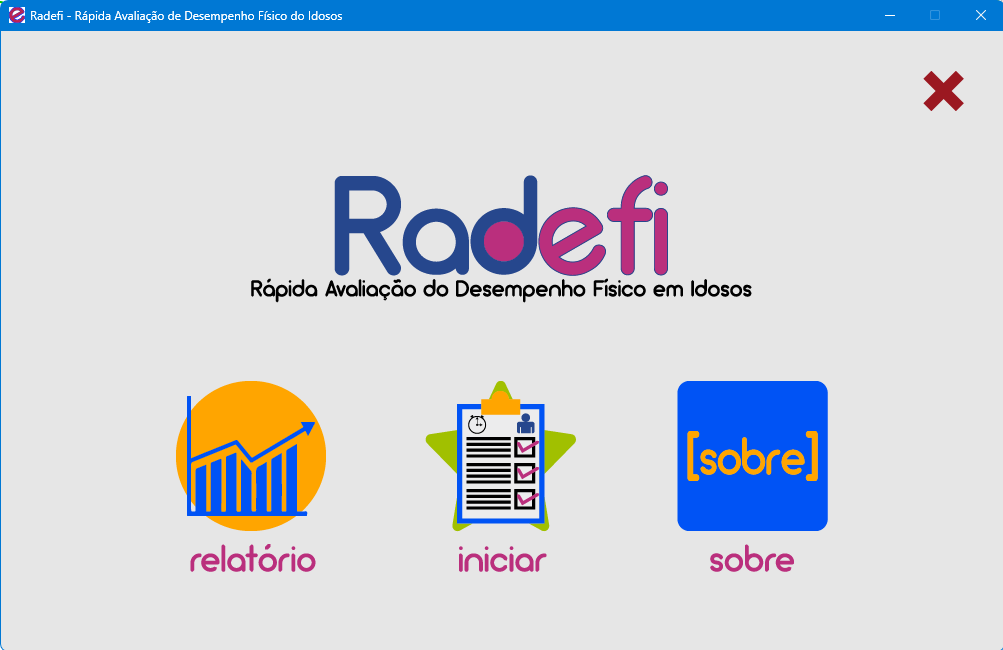 Radefi - Rápida Avaliação de Desempenho Físico do Idosos
Radefi
Rápida Avaliação do Desempenho Físico em Idosos
[sobre]
relatório
iniciar
sobre